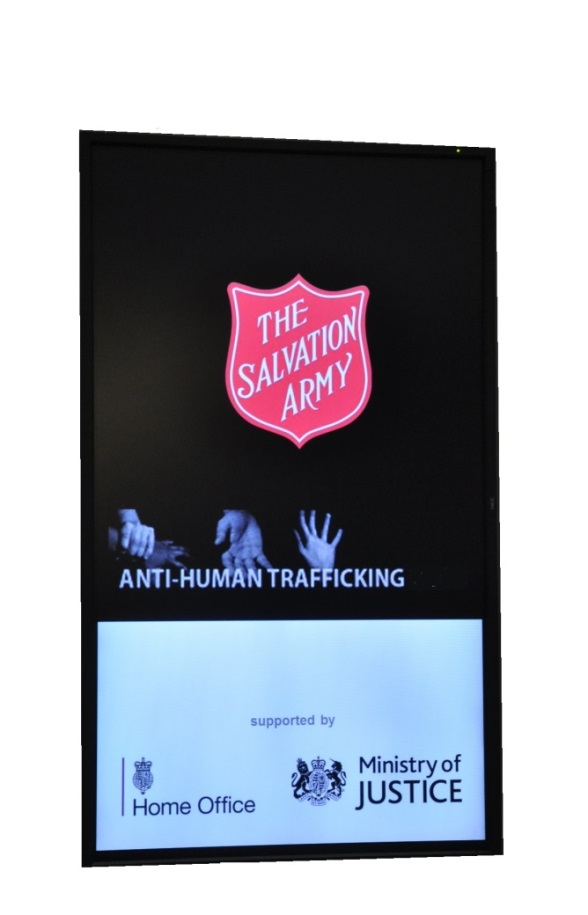 THE
SALVATION
ARMY
ANTI-HUMAN TRAFFICKING
supported by
Home Office
Ministry of
JUSTICE